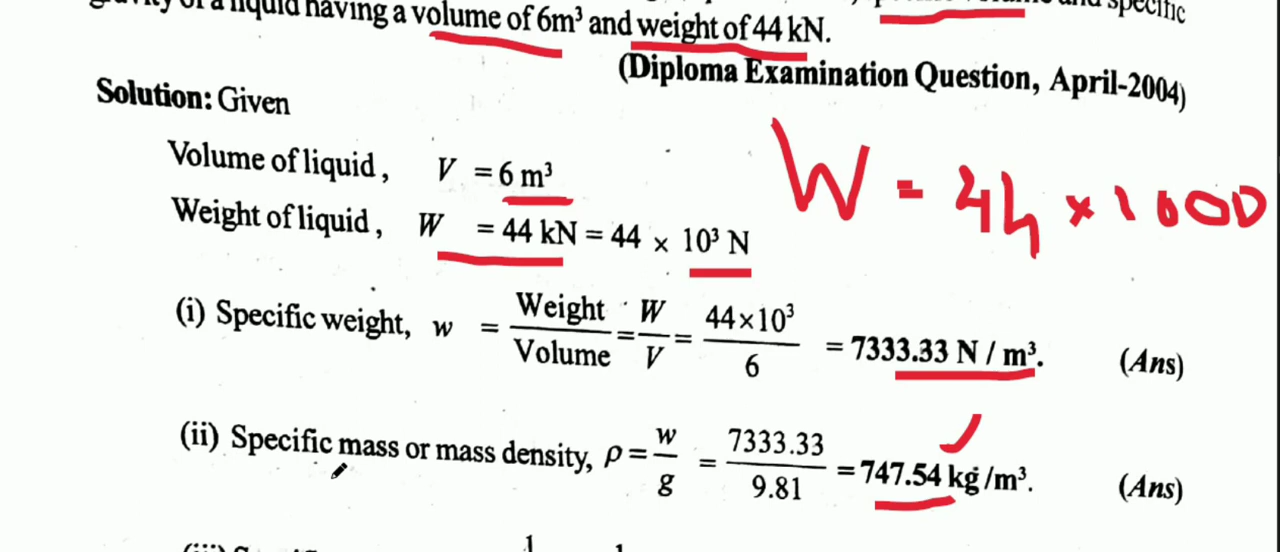 of a liquid having a volume of 6m³ and weight of 44 kN.
specific
(Diploma Examination Question, April-2004)
Solution: Given
Volume of liquid, V = 6 m³
Weight of liquid, W = 44 kN = 44 × 10³ N
W = 44 × 1000
(i) Specific weight, w = Weight / Volume = W / V = 44×10³ / 6 = 7333.33 N / m³. (Ans)
(ii) Specific mass or mass density, ρ = w / g = 7333.33 / 9.81 = 747.54 kg /m³. (Ans)